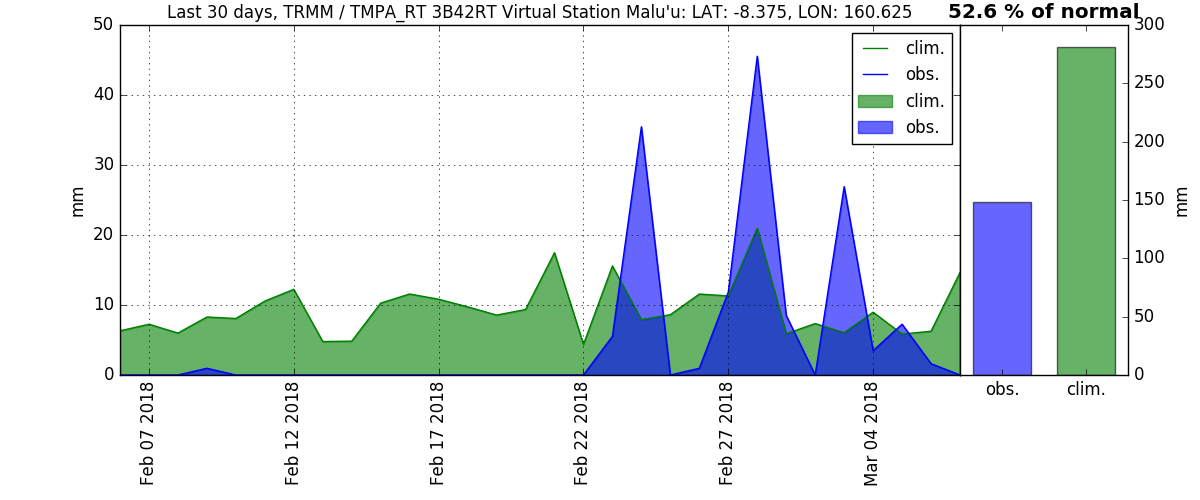 Last 30 days, TRMM / TMPA_RT 3B42RT Virtual Station Malu'u: LAT: -8.375, LON: 160.625
52.6 % of normal
50
40
30
20
10
0
mm
clim.
obs.
clim.
obs.
Feb 07 2018
Feb 12 2018
Feb 17 2018
Feb 22 2018
Feb 27 2018
Mar 04 2018
300
250
200
150
100
50
0
mm
obs.
clim.